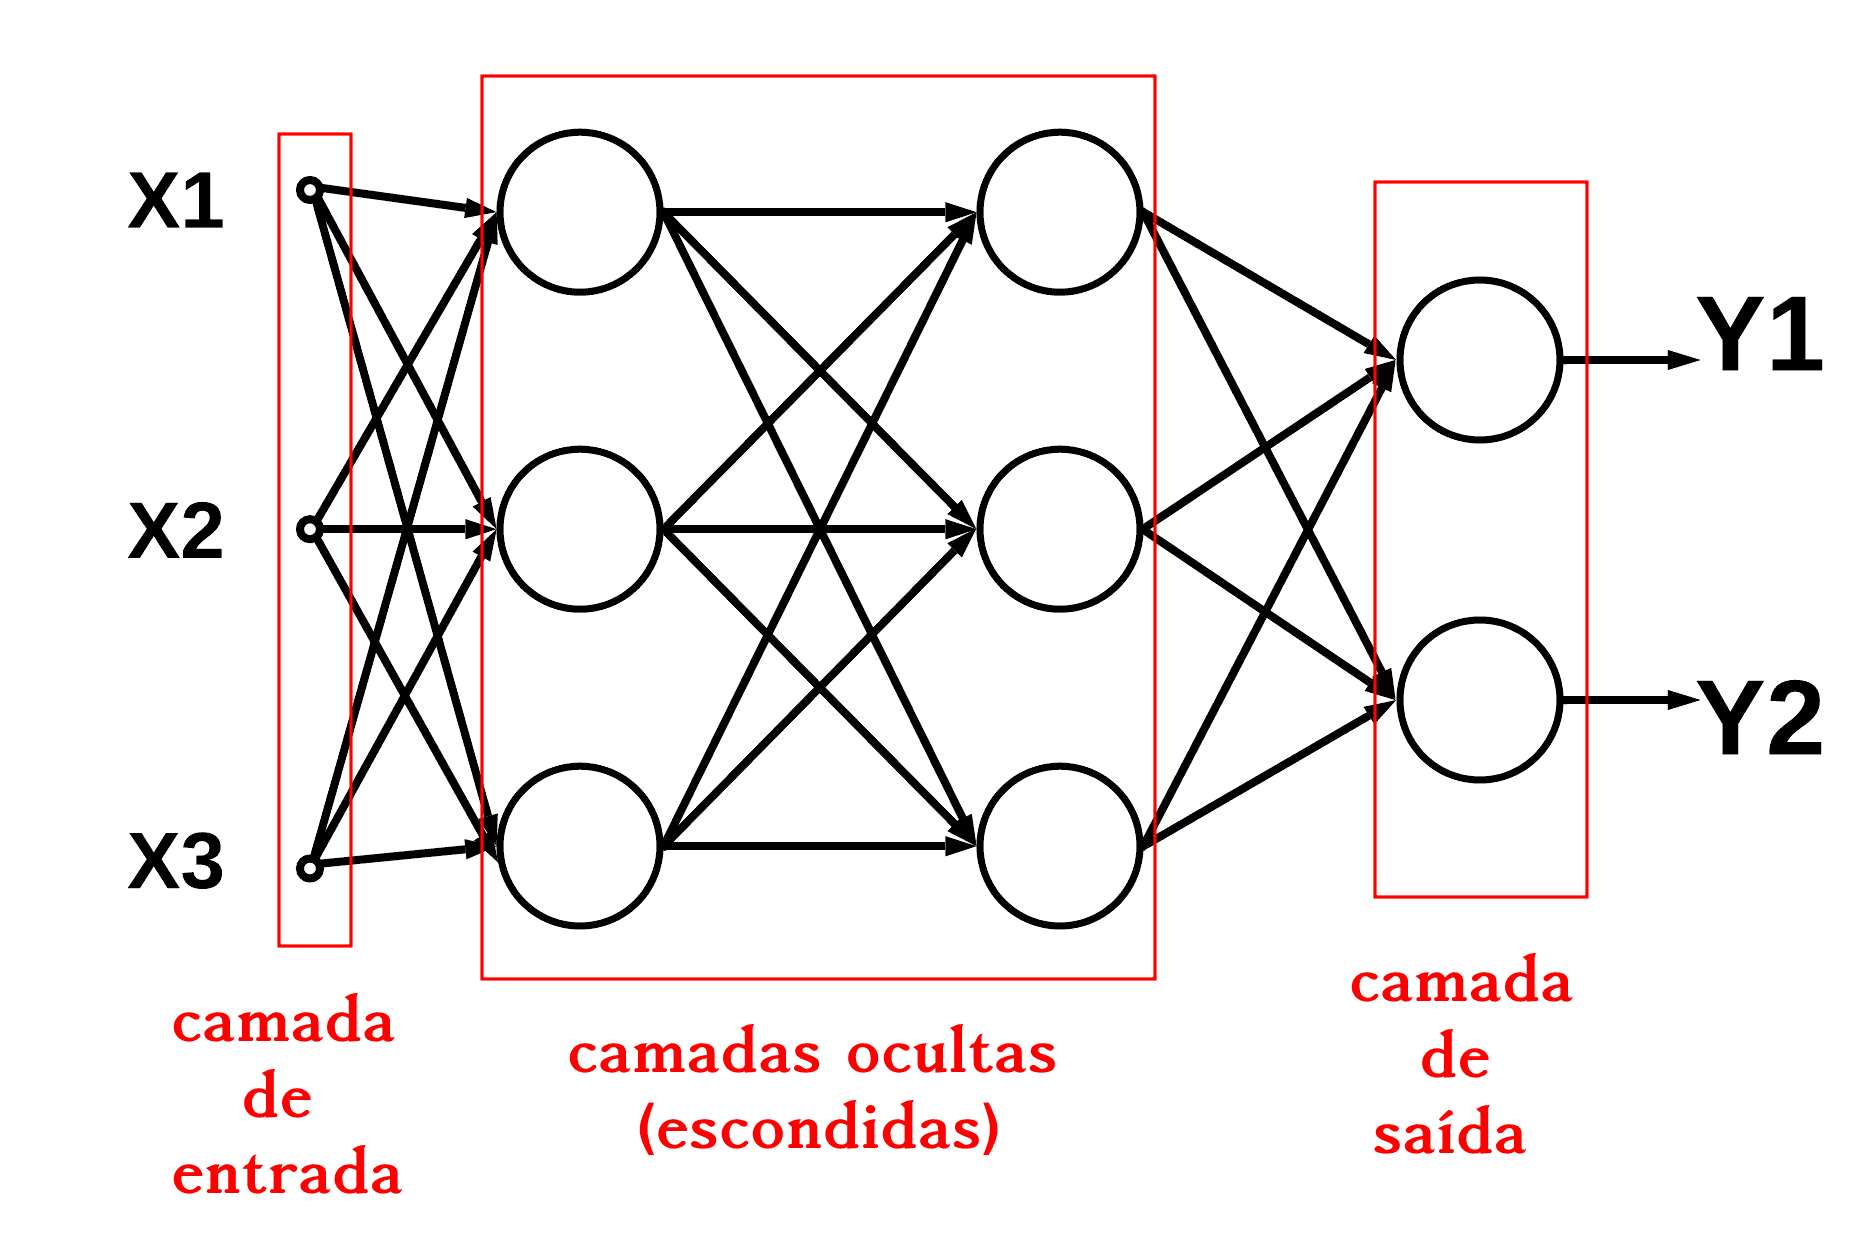 X1
X2
X3
Y1
Y2
camada
de
entrada
camadas ocultas
(escondidas)
camada
de
saída